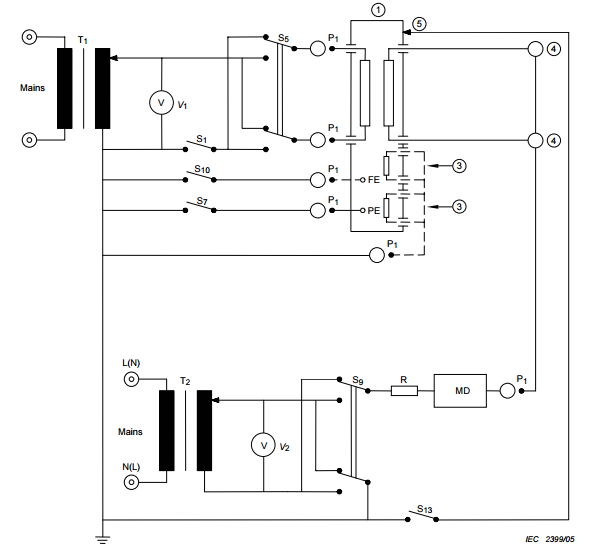 T1
Mains
V
V1
S5
P1
1
5
4
S1
P1
4
S10
P1
FE
3
S7
P1
PE
3
P1
L(N)
T2
Mains
V
V2
N(L)
S9
R
MD
P1
S13
IEC 2399/05